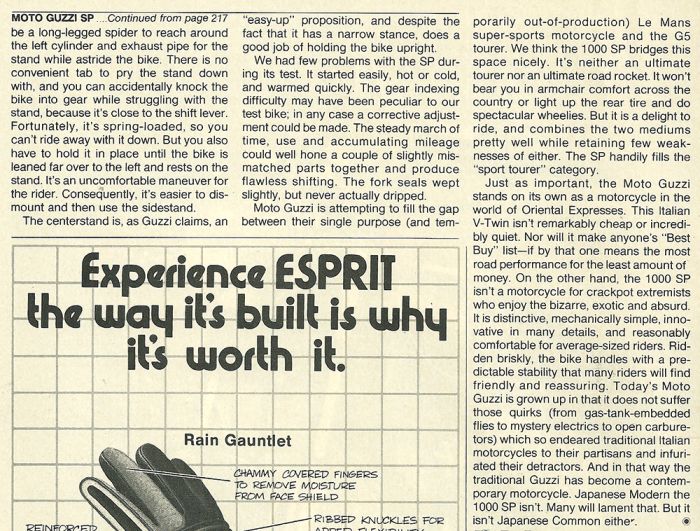 MOTO GUZZI SP ....Continued from page 217
be a long-legged spider to reach around
the left cylinder and exhaust pipe for the
stand while astride the bike. There is no
convenient tab to pry the stand down
with, and you can accidentally knock the
bike into gear while struggling with the
stand, because it's close to the shift lever.
Fortunately, it's spring-loaded, so you
can't ride away with it down. But you also
have to hold it in place until the bike is
leaned far over to the left and rests on the
stand. It's an uncomfortable maneuver for
the rider. Consequently, it's easier to dis-
mount and then use the sidestand.
The centerstand is, as Guzzi claims, an
"easy-up" proposition, and despite the
fact that it has a narrow stance, does a
good job of holding the bike upright.
We had few problems with the SP dur-
ing its test. It started easily, hot or cold,
and warmed quickly. The gear indexing
difficulty may have been peculiar to our
test bike; in any case a corrective adjust-
ment could be made. The steady march of
time, use and accumulating mileage
could well hone a couple of slightly mis-
matched parts together and produce
flawless shifting. The fork seals wept
slightly, but never actually dripped.
Moto Guzzi is attempting to fill the gap
between their single purpose (and tem-
porarily out-of-production) Le Mans
super-sports motorcycle and the G5
tourer. We think the 1000 SP bridges this
space nicely. It's neither an ultimate
tourer nor an ultimate road rocket. It won't
bear you in armchair comfort across the
country or light up the rear tire and do
spectacular wheelies. But it is a delight to
ride, and combines the two mediums
pretty well while retaining few weak-
nesses of either. The SP handily fills the
"sport tourer" category.
Just as important, the Moto Guzzi
stands on its own as a motorcycle in the
world of Oriental Expresses. This Italian
V-Twin isn't remarkably cheap or incredi-
bly quiet. Nor will it make anyone's "Best
Buy" list—if by that one means the most
road performance for the least amount of
money. On the other hand, the 1000 SP
isn't a motorcycle for crackpot extremists
who enjoy the bizarre, exotic and absurd.
It is distinctive, mechanically simple, inno-
vative in many details, and reasonably
comfortable for average-sized riders. Rid-
den briskly, the bike handles with a pre-
dictable stability that many riders will find
friendly and reassuring. Today's Moto
Guzzi is grown up in that it does not suffer
those quirks (from gas-tank-embedded
flies to mystery electrics to open carbure-
tors) which so endeared traditional Italian
motorcycles to their partisans and infuri-
ated their detractors. And in that way the
traditional Guzzi has become a contem-
porary motorcycle. Japanese Modern the
1000 SP isn't. Many will lament that. But it
isn't Japanese Common either.
Experience ESPRIT
the way it's built is why
it's worth it.
Rain Gauntlet
CHAMMY COVERED FINGERS
TO REMOVE MOISTURE
FROM FACE SHIELD
RIBBED KNUCKLES FOR
ADDED FLEXIBILITY
REINFORCED